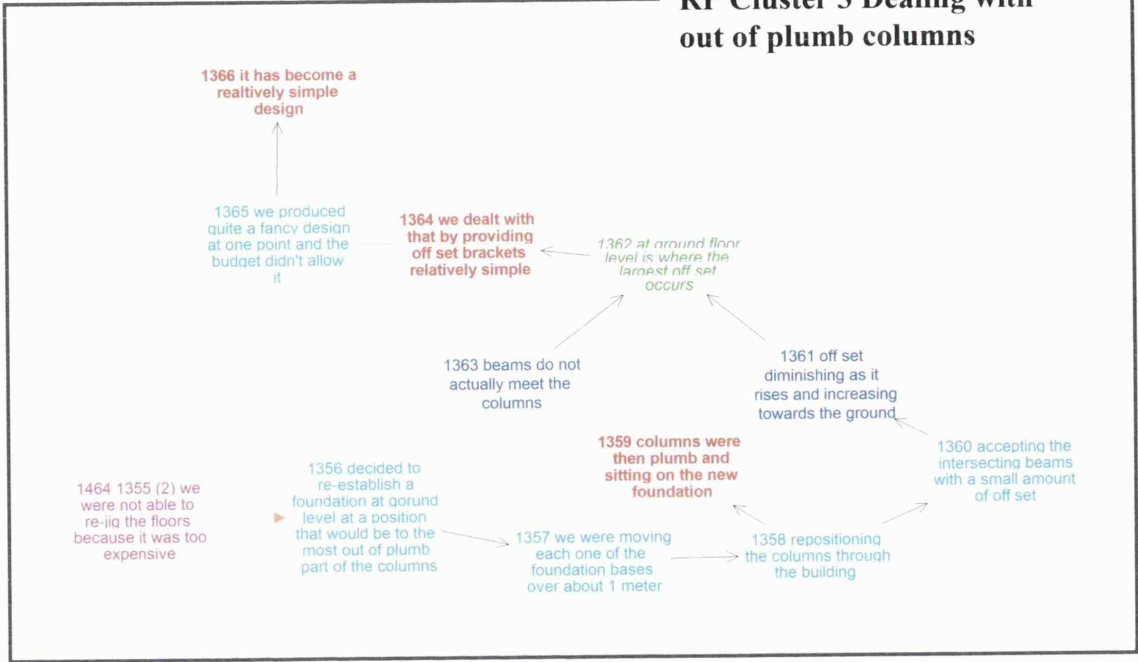 RF Cluster 3 Dealing with
out of plumb columns
1366 it has become a
realtively simple
design
1365 we produced
quite a fancy design
at one point and the
budget didn't allow
it
1364 we dealt with
that by providing
off set brackets
relatively simple
1362 at ground floor
level is where the
largest off set
occurs
1363 beams do not
actually meet the
columns
1361 off set
diminishing as it
rises and increasing
towards the ground
1359 columns were
then plumb and
sitting on the new
foundation
1360 accepting the
intersecting beams
with a small amount
of off set
1464 1355 (2) we
were not able to
re-jig the floors
because it was too
expensive
1356 decided to
re-establish a
foundation at gorund
level at a position
that would be to the
most out of plumb
part of the columns
1357 we were moving
each one of the
foundation bases
over about 1 meter
1358 repositioning
the columns through
the building